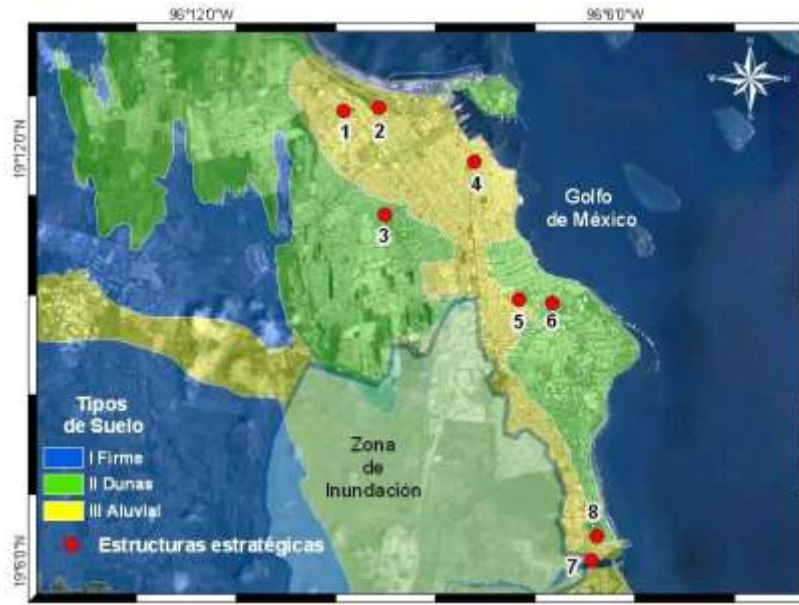 96°12'0"W
96°6'0"W
N
19°12'0"N
1
2
4
Golfo
de México
3
5
6
Tipos
de Suelo
I Firme
II Dunas
III Aluvial
Estructuras estratégicas
Zona
de
Inundación
8
7
19°6'0"N